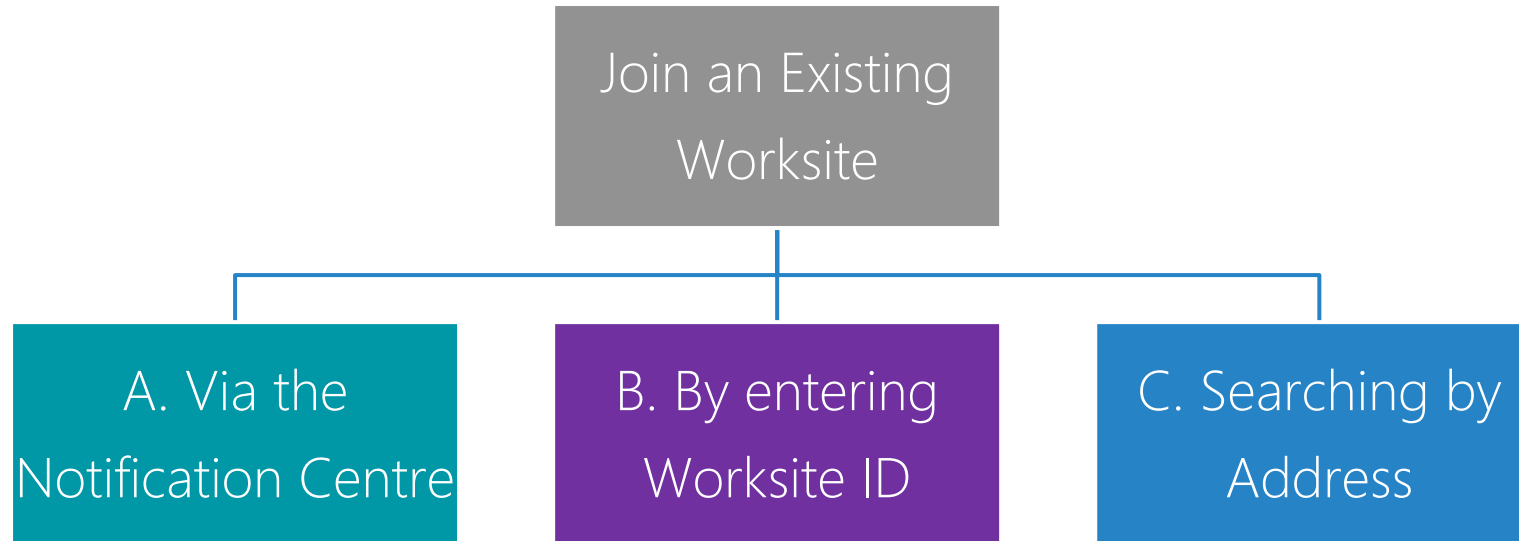 Join an Existing
Worksite
A. Via the
Notification Centre
B. By entering
Worksite ID
C. Searching by
Address